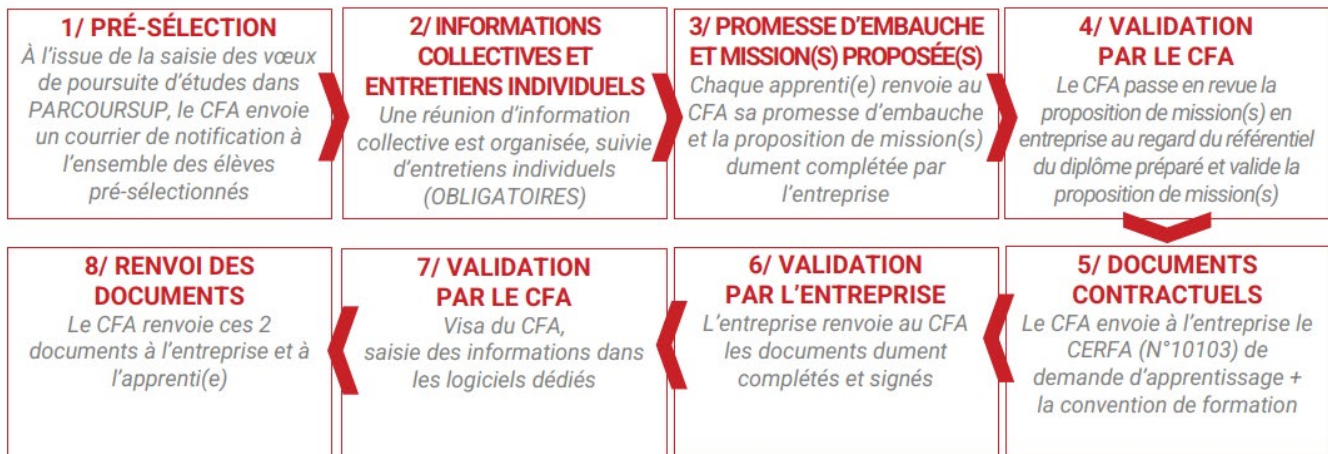 1/ PRÉ-SÉLECTION
À l’issue de la saisie des vœux
de poursuite d’études dans
PARCOURSUP, le CFA envoie
un courrier de notification à
l’ensemble des élèves
pré-sélectionnés
2/ INFORMATIONS
COLLECTIVES ET
ENTRETIENS INDIVIDUELS
Une réunion d’information
collective est organisée, suivie
d’entretiens individuels
(OBLIGATOIRES)
3/ PROMESSE D’EMBAUCHE
ET MISSION(S) PROPOSÉE(S)
Chaque apprenti(e) renvoie au
CFA sa promesse d’embauche
et la proposition de mission(s)
dument complétée par
l’entreprise
4/ VALIDATION
PAR LE CFA
Le CFA passe en revue la
proposition de mission(s) en
entreprise au regard du référentiel
du diplôme préparé et valide la
proposition de mission(s)
5/ DOCUMENTS
CONTRACTUELS
Le CFA envoie à l’entreprise le
CERFA (N°10103) de
demande d’apprentissage +
la convention de formation
6/ VALIDATION
PAR L’ENTREPRISE
L’entreprise renvoie au CFA
les documents dument
complétés et signés
7/ VALIDATION
PAR LE CFA
Visa du CFA,
saisie des informations dans
les logiciels dédiés
8/ RENVOI DES
DOCUMENTS
Le CFA renvoie ces 2
documents à l’entreprise et à
l’apprenti(e)